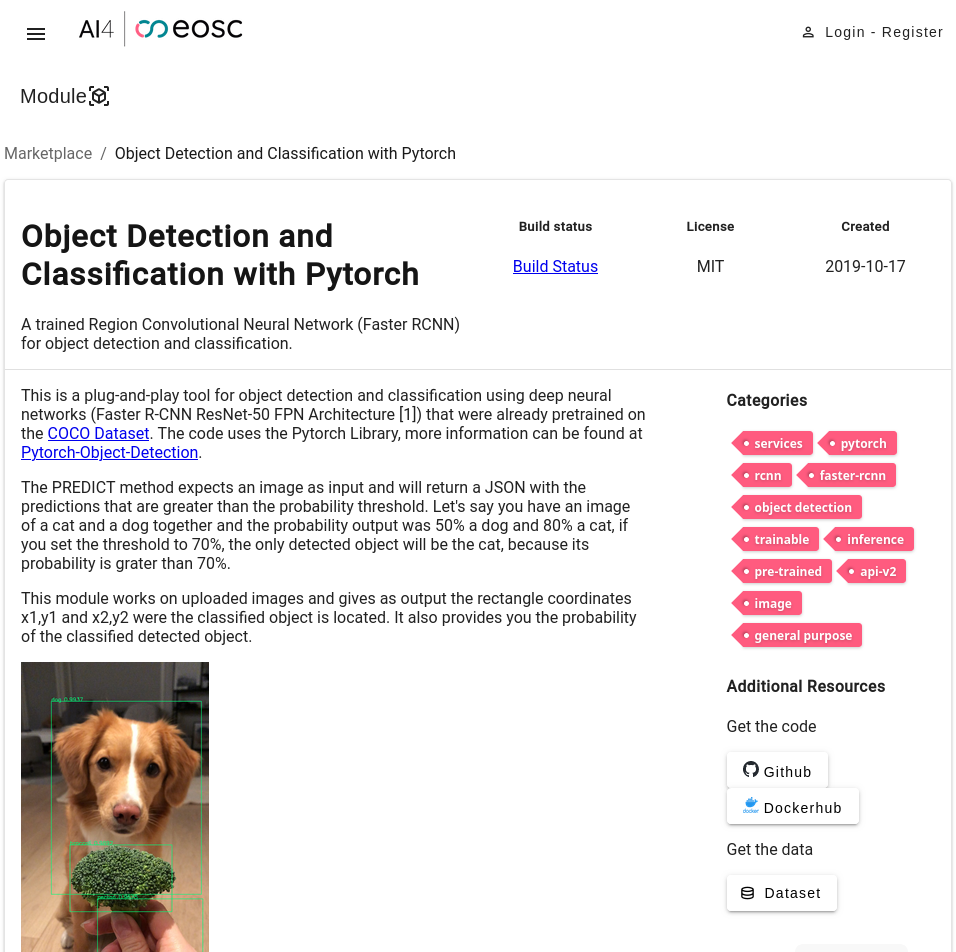 AI4 eosc
Login - Register
Module
Marketplace / Object Detection and Classification with Pytorch
Object Detection and
Classification with Pytorch
A trained Region Convolutional Neural Network (Faster RCNN)
for object detection and classification.
Build status
License
Created
Build Status
MIT
2019-10-17
This is a plug-and-play tool for object detection and classification using deep neural
networks (Faster R-CNN ResNet-50 FPN Architecture [1]) that were already pretrained on
the COCO Dataset. The code uses the Pytorch Library, more information can be found at
Pytorch-Object-Detection.
The PREDICT method expects an image as input and will return a JSON with the
predictions that are greater than the probability threshold. Let's say you have an image
of a cat and a dog together and the probability output was 50% a dog and 80% a cat, if
you set the threshold to 70%, the only detected object will be the cat, because its
probability is grater than 70%.
This module works on uploaded images and gives as output the rectangle coordinates
x1,y1 and x2,y2 were the classified object is located. It also provides you the probability
of the classified detected object.
Categories
services
pytorch
rcnn
faster-rcnn
object detection
trainable
inference
pre-trained
api-v2
image
general purpose
Additional Resources
Get the code
Github
Dockerhub
Get the data
Dataset